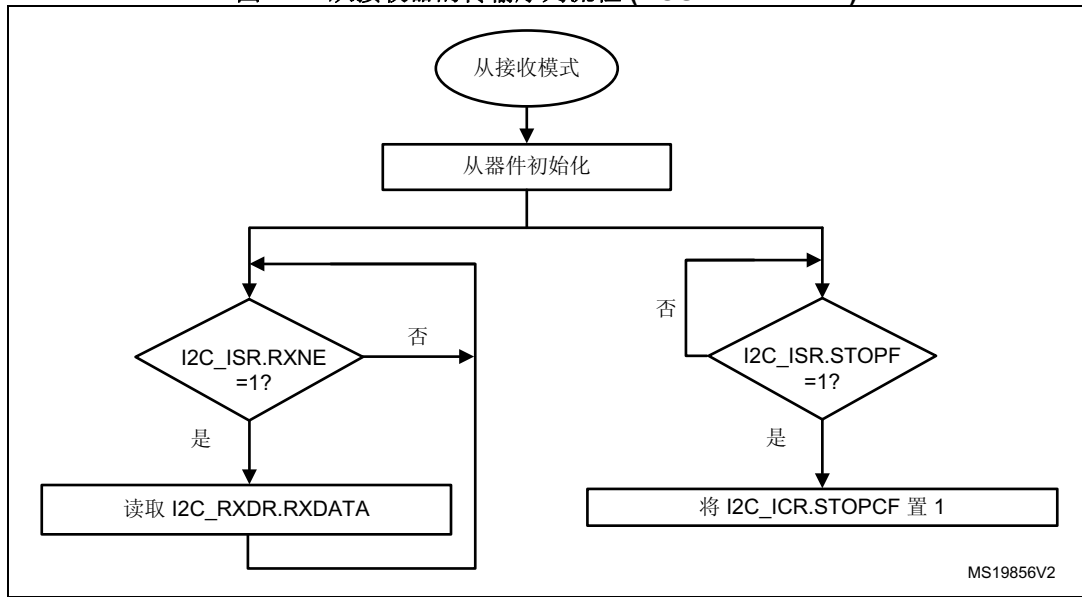 从接收模式
从器件初始化
否
I2C_ISR.RXNE
=1?
是
读取 I2C_RXDR.RXDATA
否
I2C_ISR.STOPF
=1?
是
将 I2C_ICR.STOPCF 置 1
MS19856V2